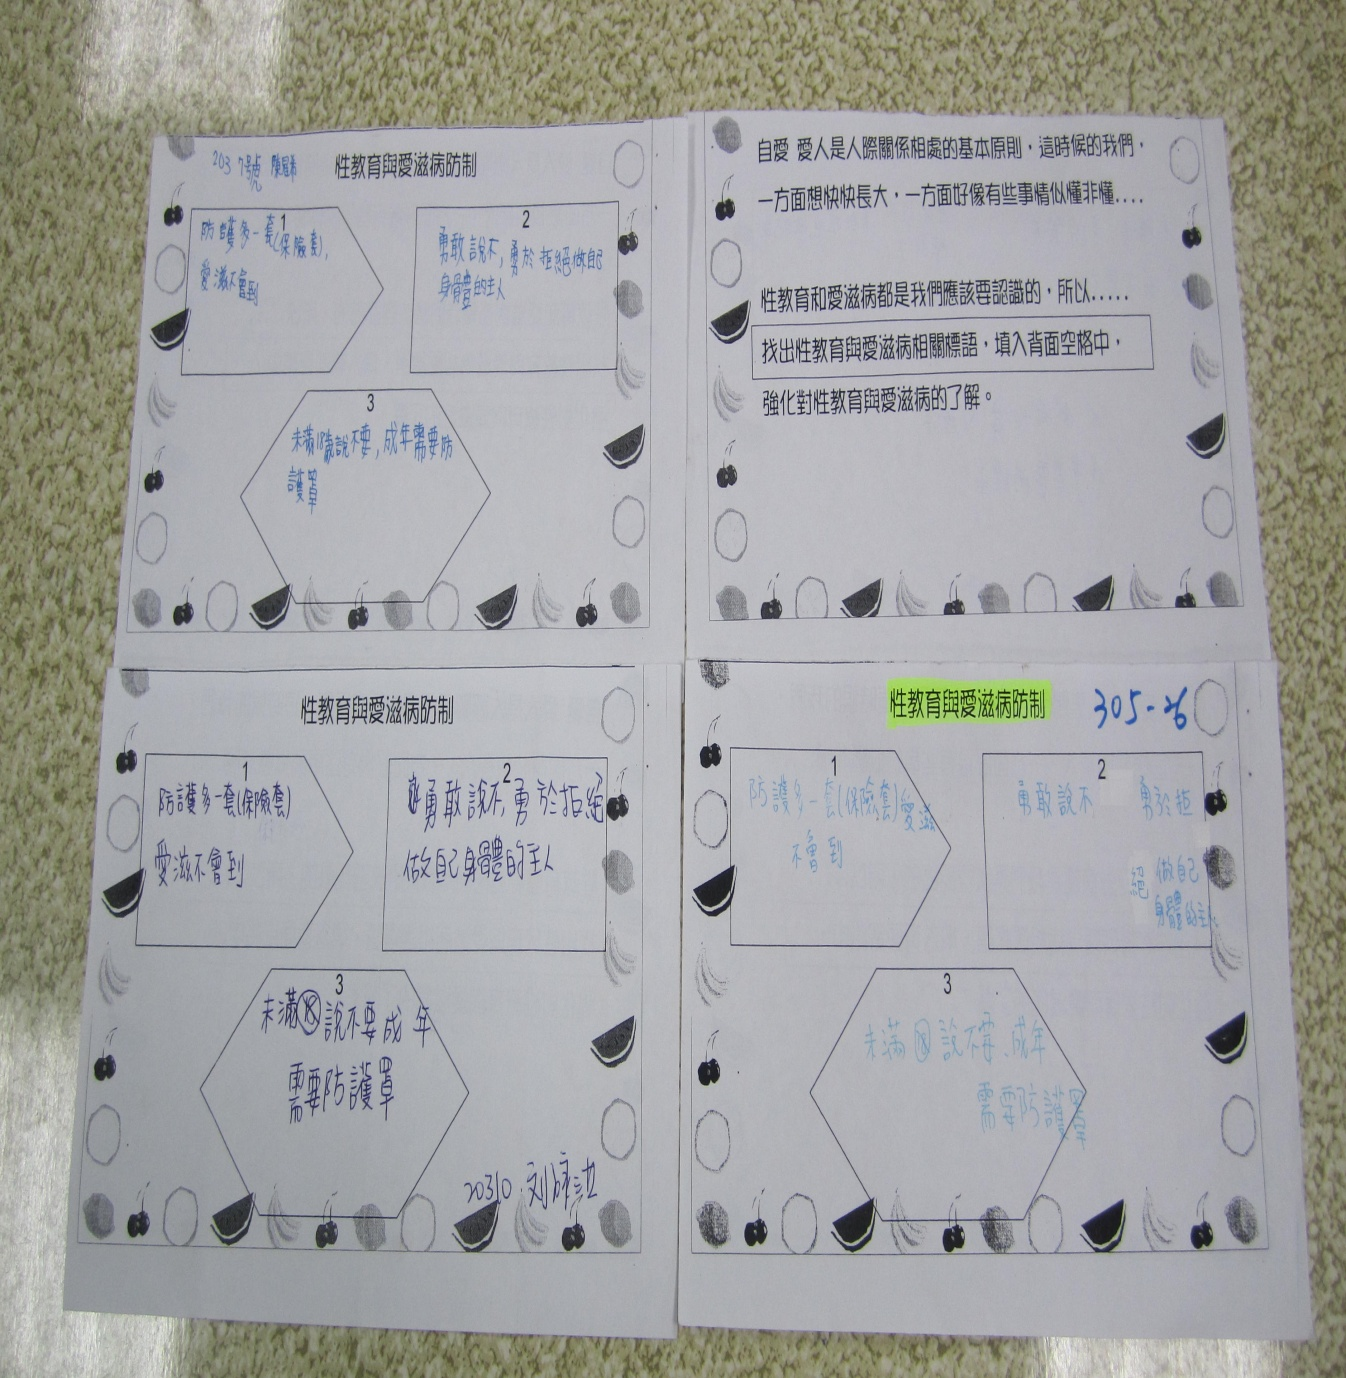 203 7號
性教育與愛滋病防制
1
防護多一套(保險套),
愛滋不會到
2
勇敢說不,勇於拒絕做自己
身體的主人
3
未滿18歲說不要,成年需要防
護罩
自愛 愛人是人際關係相處的基本原則,這時候的我們,
一方面想快快長大,一方面好像有些事情似懂非懂....
性教育和愛滋病都是我們應該要認識的,所以.....
找出性教育與愛滋病相關標語,填入背面空格中,
強化對性教育與愛滋病的了解。
性教育與愛滋病防制
1
防護多一套(保險套)
愛滋不會到
2
勇敢說不,勇於拒絕
做自己身體的主人
3
未滿⑱說不要成年
需要防護罩
20310
性教育與愛滋病防制
305-26
1
防護多一套(保險套)愛滋
不會到
2
勇敢說不 勇於拒
絕 做自己
身體的主人
3
未滿⑱說不要、成年
需要防護罩